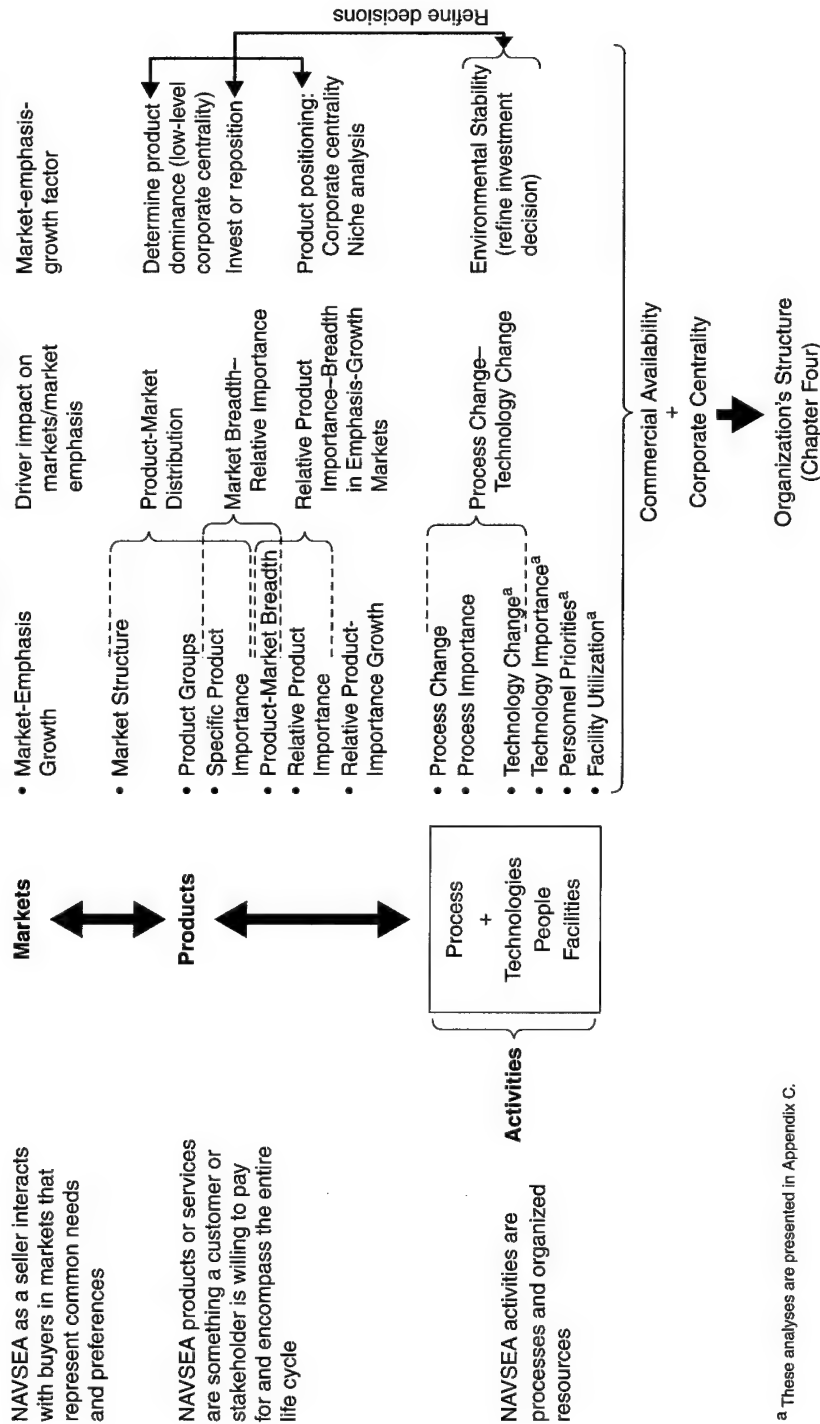 NAVSEA as a seller interacts
with buyers in markets that
represent common needs
and preferences
Markets
• Market-Emphasis
Growth
Driver impact on
markets/market
emphasis
Market-emphasis-
growth factor
• Market Structure
Product-Market
Distribution
Determine product
dominance (low-level
corporate centrality)
NAVSEA products or services
are something a customer or
stakeholder is willing to pay
for and encompass the entire
life cycle
Products
• Product Groups
• Specific Product
Importance
• Product-Market Breadth
• Relative Product
Importance
• Relative Product-
Importance Growth
Market Breadth–
Relative Importance
Relative Product
Importance–Breadth
in Emphasis-Growth
Markets
Invest or reposition
Product positioning:
Corporate centrality
Niche analysis
Refine decisions
NAVSEA activities are
processes and organized
resources
Activities
Process
+
Technologies
People
Facilities
• Process Change
• Process Importance
• Technology Changeᵃ
• Technology Importanceᵃ
• Personnel Prioritiesᵃ
• Facility Utilizationᵃ
Process Change–
Technology Change
Environmental Stability
(refine investment
decision)
Commercial Availability
+
Corporate Centrality
Organization's Structure
(Chapter Four)
ᵃ These analyses are presented in Appendix C.